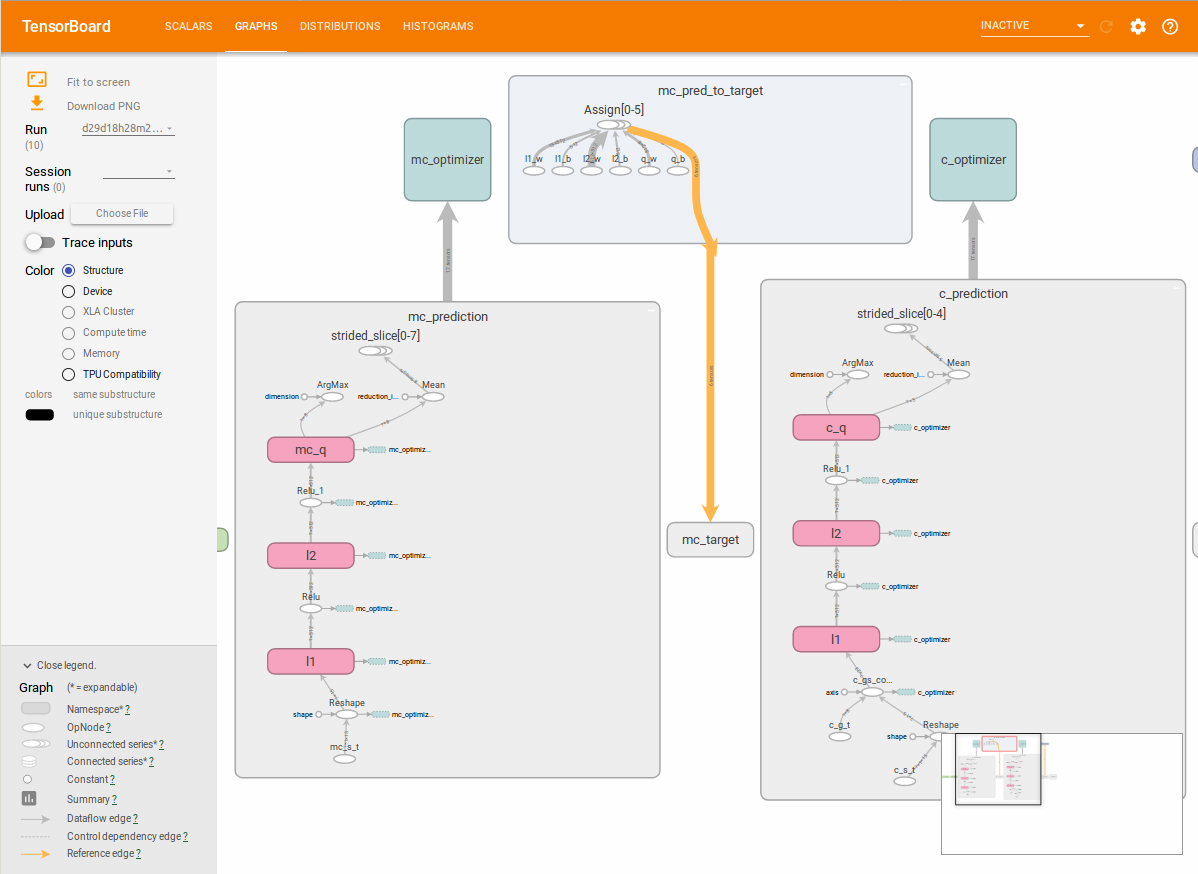 TensorBoard
SCALARS
GRAPHS
DISTRIBUTIONS
HISTOGRAMS
INACTIVE
Fit to screen
Download PNG
Run
(10)
d29d18h28m2...
Session
runs (0)
Upload
Choose File
Trace inputs
Color
Structure
Device
XLA Cluster
Compute time
Memory
TPU Compatibility
colors
same substructure
unique substructure
Close legend.
Graph
(* = expandable)
Namespace* ?
OpNode ?
Unconnected series* ?
Connected series* ?
Constant ?
Summary ?
Dataflow edge ?
Control dependency edge ?
Reference edge ?
mc_optimizer
mc_pred_to_target
Assign[0-5]
l1_w
l1_b
l2_w
l2_b
q_w
q_b
c_optimizer
mc_prediction
strided_slice[0-7]
ArgMax
Mean
dimension
reduction_i...
mc_q
mc_optimiz...
Relu_1
mc_optimiz...
l2
mc_optimiz...
Relu
mc_optimiz...
l1
mc_optimiz...
Reshape
shape
mc_optimiz...
mc_s_t
mc_target
c_prediction
strided_slice[0-4]
ArgMax
Mean
dimension
reduction_i...
c_q
c_optimizer
Relu_1
c_optimizer
l2
c_optimizer
Relu
c_optimizer
l1
c_optimizer
c_gs_co...
axis
c_optimizer
c_g_t
Reshape
shape
c_s_t